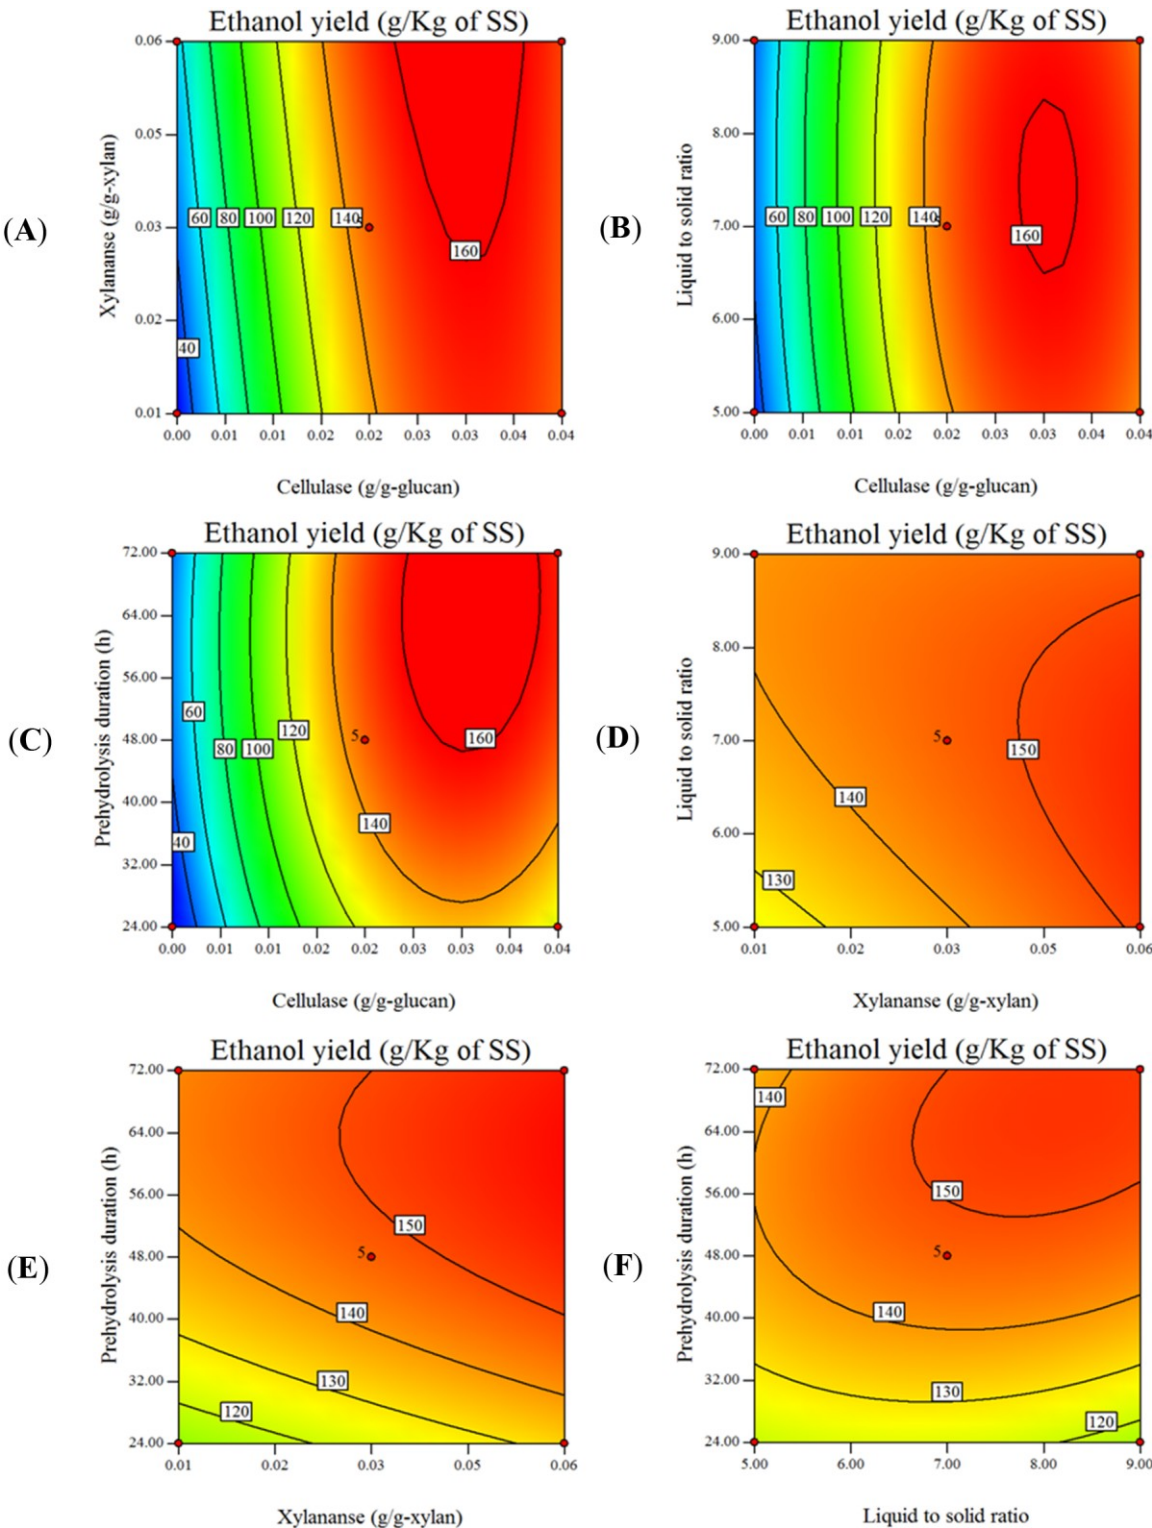 Ethanol yield (g/Kg of SS)
(A)
Xylananse (g/g-xylan)
0.06
0.05
0.03
0.02
0.01
60 80 100 120 140 5
160
40
0.00 0.01 0.01 0.02 0.02 0.03 0.03 0.04 0.04
Cellulase (g/g-glucan)
Ethanol yield (g/Kg of SS)
(B)
Liquid to solid ratio
9.00
8.00
7.00
6.00
5.00
60 80 100 120 140 5
160
0.00 0.01 0.01 0.02 0.02 0.03 0.03 0.04 0.04
Cellulase (g/g-glucan)
Ethanol yield (g/Kg of SS)
(C)
Prehydrolysis duration (h)
72.00
64.00
56.00
48.00
40.00
32.00
24.00
60
120
5
160
80 100
140
40
0.00 0.01 0.01 0.02 0.02 0.03 0.03 0.04 0.04
Cellulase (g/g-glucan)
Ethanol yield (g/Kg of SS)
(D)
Liquid to solid ratio
9.00
8.00
7.00
6.00
5.00
5
150
140
130
0.01 0.02 0.03 0.05 0.06
Xylananse (g/g-xylan)
Ethanol yield (g/Kg of SS)
(E)
Prehydrolysis duration (h)
72.00
64.00
56.00
48.00
40.00
32.00
24.00
150
5
140
130
120
0.01 0.02 0.03 0.05 0.06
Xylananse (g/g-xylan)
Ethanol yield (g/Kg of SS)
(F)
Prehydrolysis duration (h)
72.00
64.00
56.00
48.00
40.00
32.00
24.00
140
150
5
140
130
120
5.00 6.00 7.00 8.00 9.00
Liquid to solid ratio